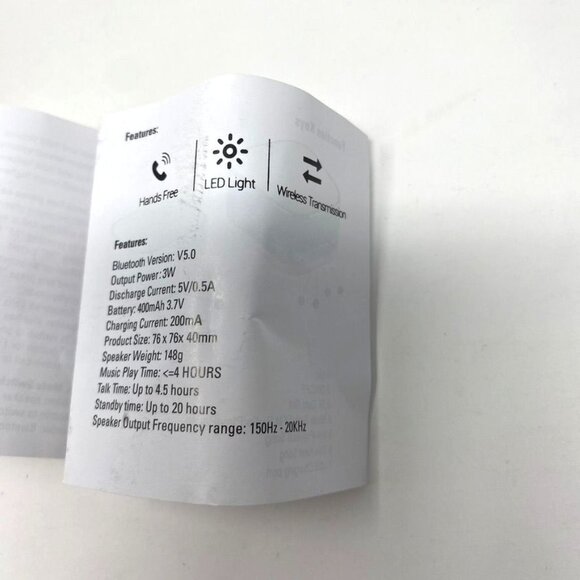 Features:
Hands Free
LED Light
Wireless Transmission
Features:
Bluetooth Version: V5.0
Output Power: 3W
Discharge Current: 5V/0.5A
Battery: 400mAh 3.7V
Charging Current: 200mA
Product Size: 76 x 76x 40mm
Speaker Weight: 148g
Music Play Time: <=4 HOURS
Talk Time: Up to 4.5 hours
Standby time: Up to 20 hours
Speaker Output Frequency range: 150Hz - 20KHz
Function Keys